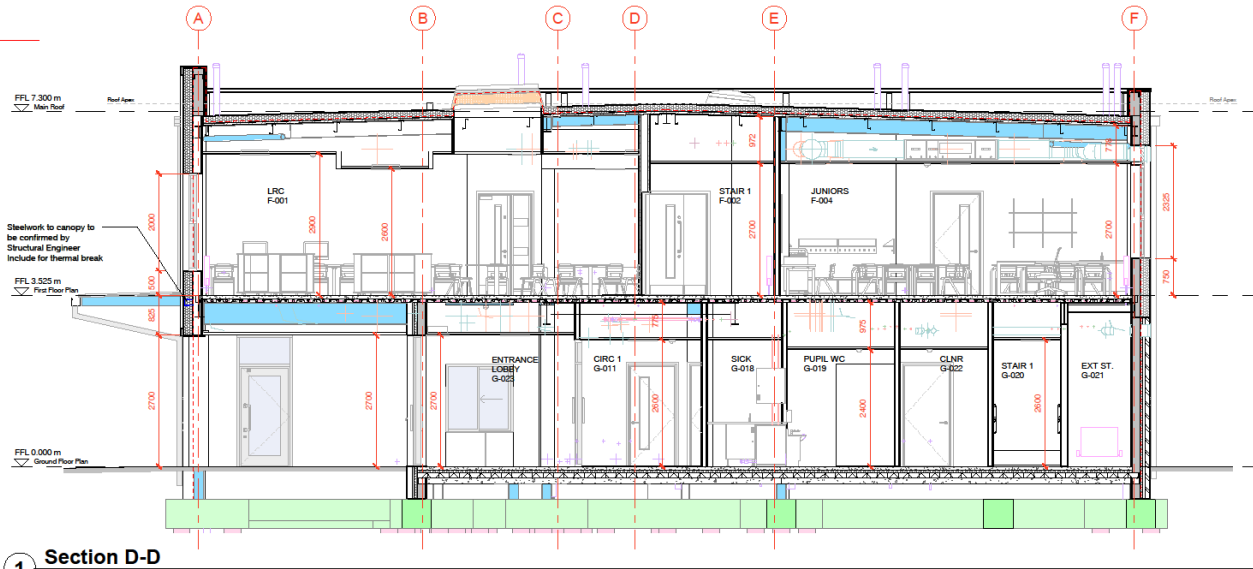 A
B
C
D
E
F
FFL 7.300 m
Main Roof
Roof Apex
Roof Apex
972
778
LRC
F-001
STAIR 1
F-002
JUNIORS
F-004
2000
2900
2600
2700
2700
2325
Steelwork to canopy to
be confirmed by
Structural Engineer
Include for thermal break
FFL 3.525 m
First Floor Plan
500
750
825
775
975
ENTRANCE
LOBBY
G-023
CIRC 1
G-011
SICK
G-018
PUPIL WC
G-019
CLNR
G-022
STAIR 1
G-020
EXT ST.
G-021
2700
2700
2700
2600
2400
2600
FFL 0.000 m
Ground Floor Plan
1
Section D-D